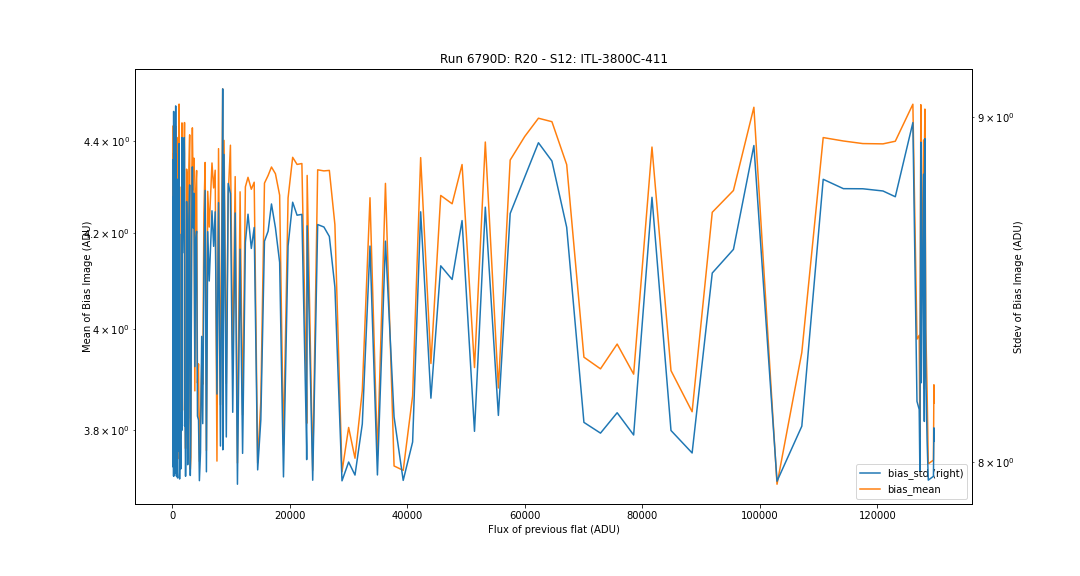 Run 6790D: R20 - S12: ITL-3800C-411
4.4 × 10⁰
4.2 × 10⁰
4 × 10⁰
3.8 × 10⁰
Mean of Bias Image (ADU)
9 × 10⁰
8 × 10⁰
Stdev of Bias Image (ADU)
bias_std (right)
bias_mean
0
20000
40000
60000
80000
100000
120000
Flux of previous flat (ADU)